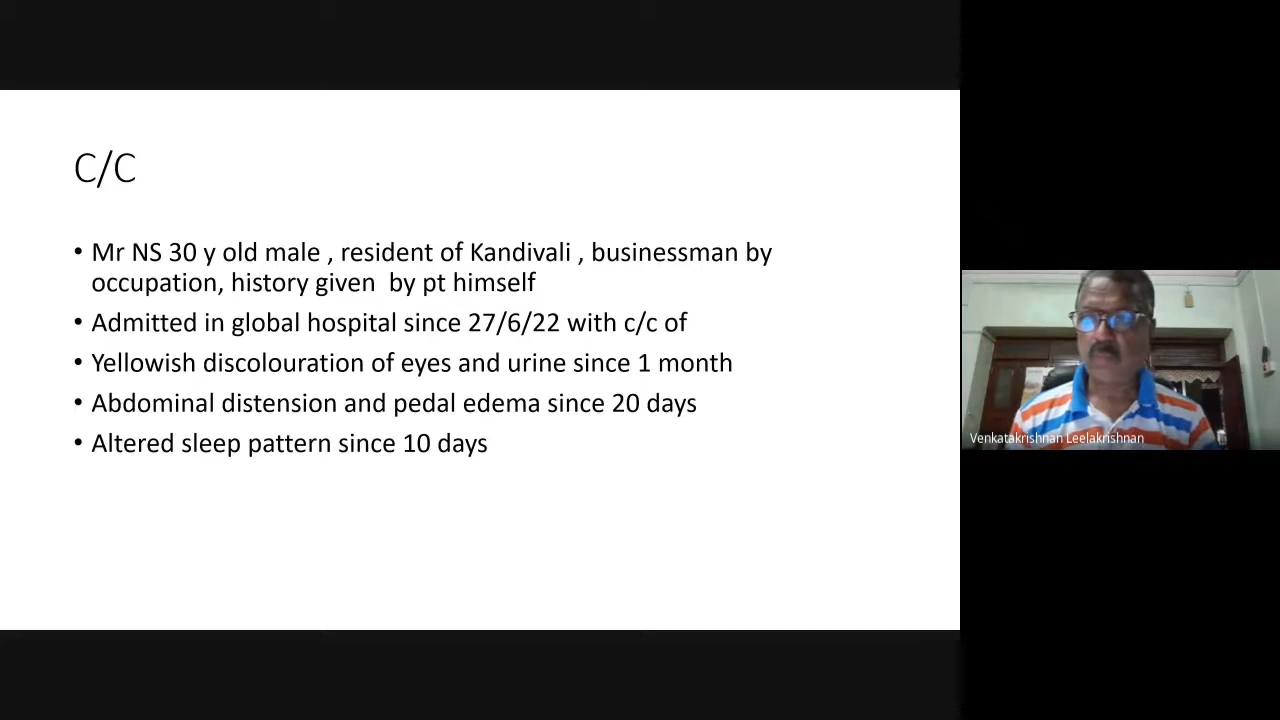 C/C
• Mr NS 30 y old male , resident of Kandivali , businessman by
occupation, history given  by pt himself
• Admitted in global hospital since 27/6/22 with c/c of
• Yellowish discolouration of eyes and urine since 1 month
• Abdominal distension and pedal edema since 20 days
• Altered sleep pattern since 10 days
Venkatakrishnan Leelakrishnan